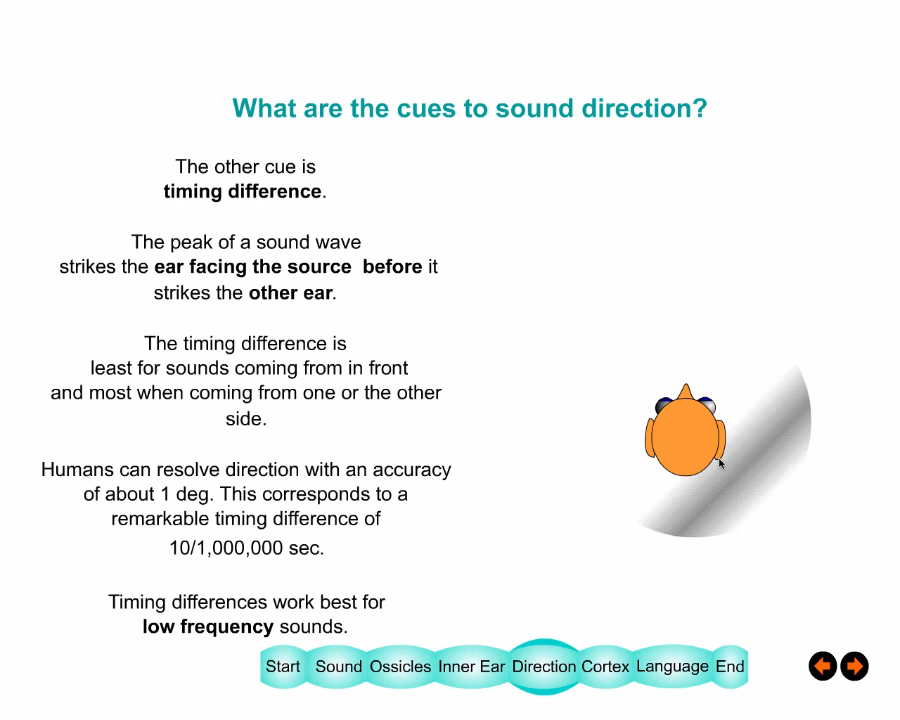 What are the cues to sound direction?
The other cue is
timing difference.
The peak of a sound wave
strikes the ear facing the source  before it
strikes the other ear.
The timing difference is
least for sounds coming from in front
and most when coming from one or the other
side.
Humans can resolve direction with an accuracy
of about 1 deg. This corresponds to a
remarkable timing difference of
10/1,000,000 sec.
Timing differences work best for
low frequency sounds.
Start Sound Ossicles Inner Ear Direction Cortex Language End